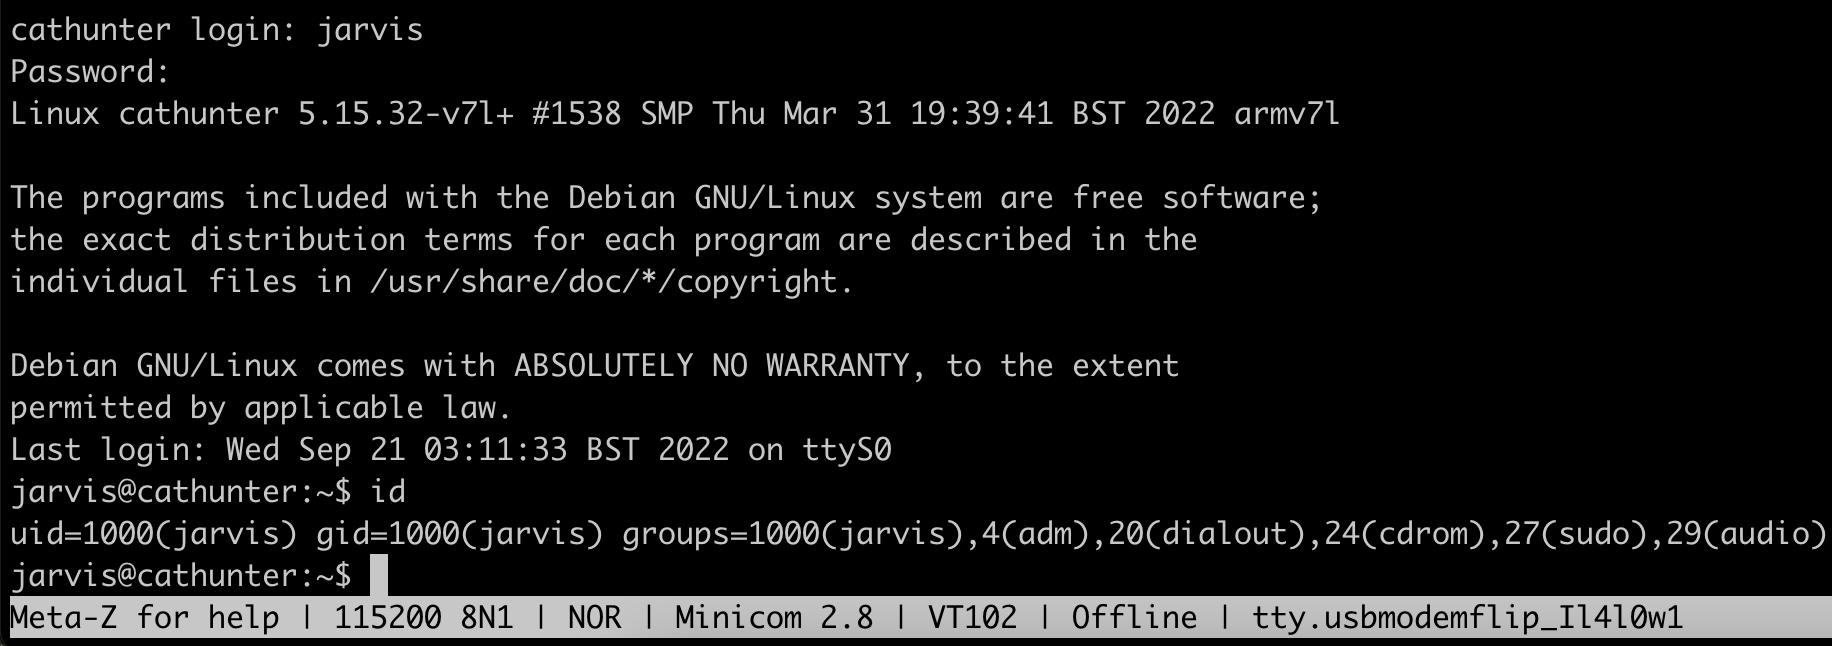 cathunter login: jarvis
Password:
Linux cathunter 5.15.32-v7l+ #1538 SMP Thu Mar 31 19:39:41 BST 2022 armv7l
The programs included with the Debian GNU/Linux system are free software;
the exact distribution terms for each program are described in the
individual files in /usr/share/doc/*/copyright.
Debian GNU/Linux comes with ABSOLUTELY NO WARRANTY, to the extent
permitted by applicable law.
Last login: Wed Sep 21 03:11:33 BST 2022 on ttyS0
jarvis@cathunter:~$ id
uid=1000(jarvis) gid=1000(jarvis) groups=1000(jarvis),4(adm),20(dialout),24(cdrom),27(sudo),29(audio)
jarvis@cathunter:~$
Meta-Z for help | 115200 8N1 | NOR | Minicom 2.8 | VT102 | Offline | tty.usbmodemflip_Il4l0w1